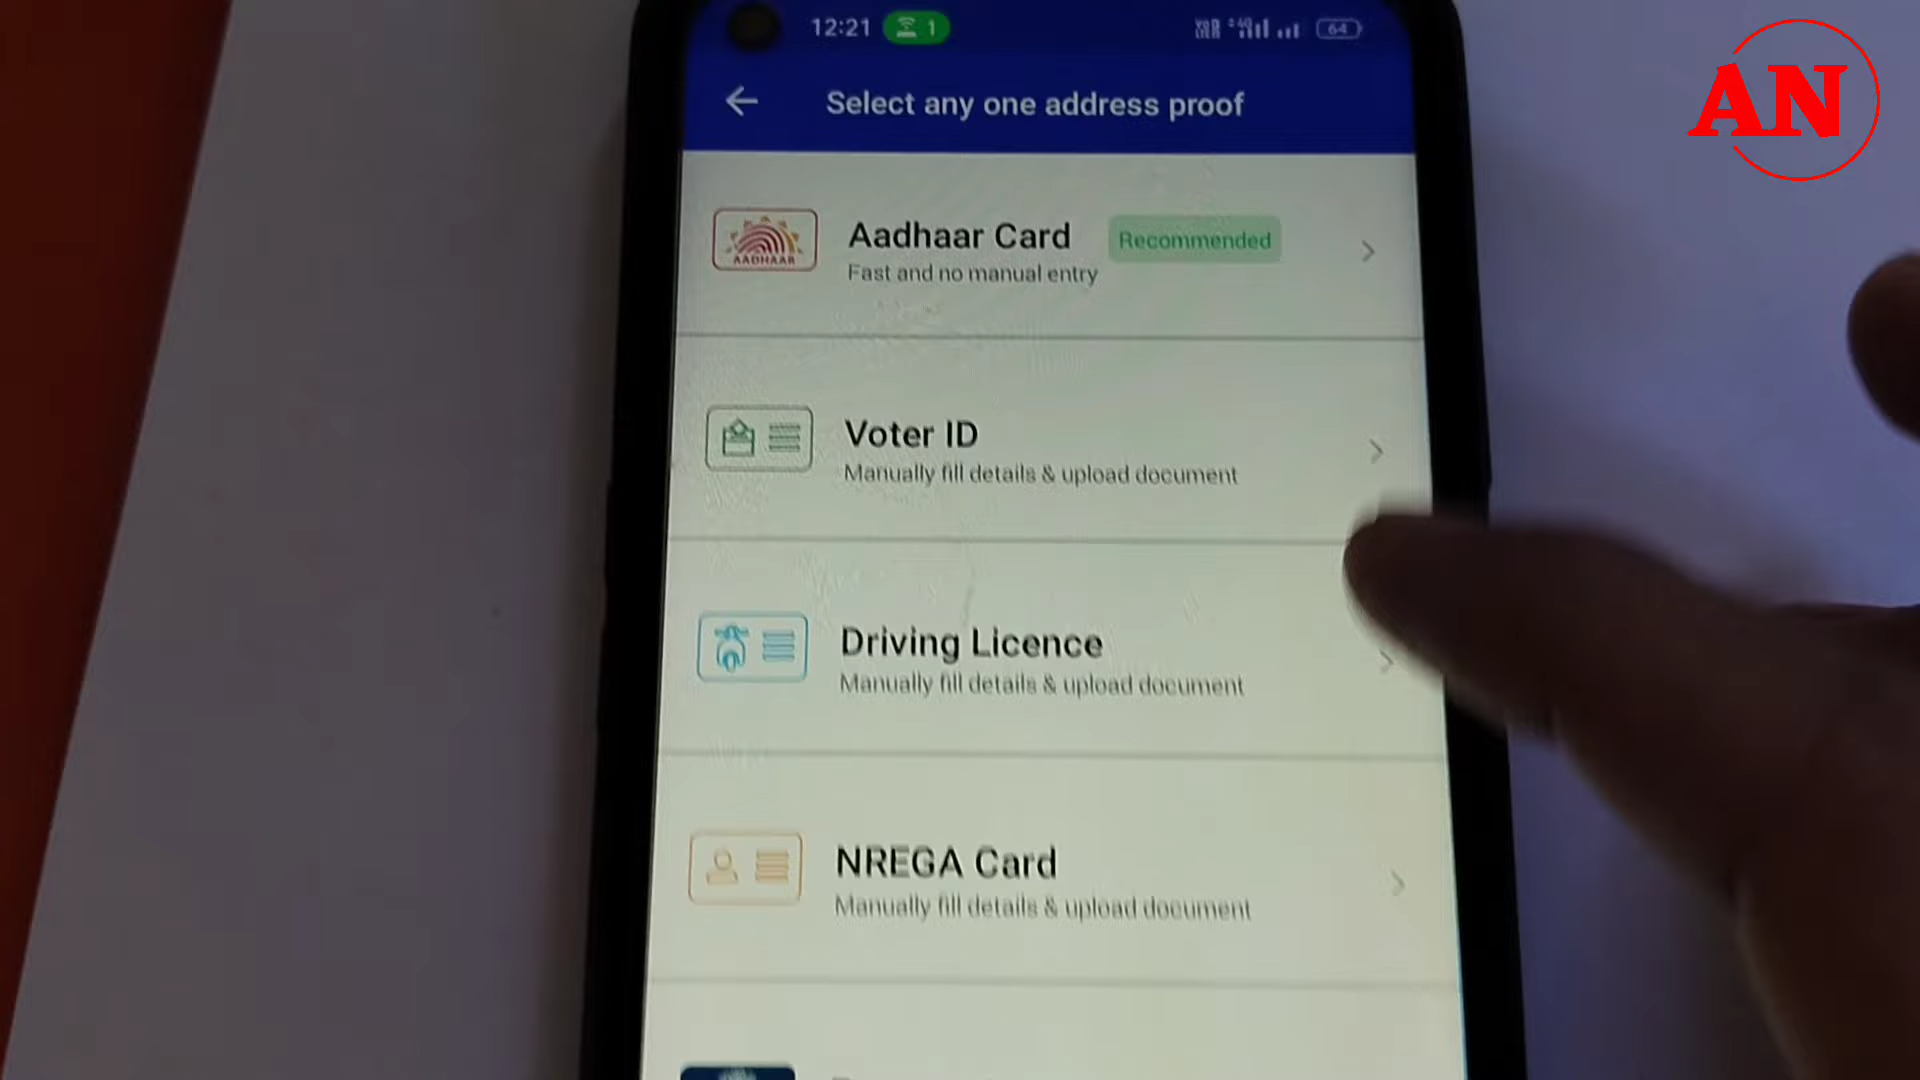 12:21 1 64
AN
Select any one address proof
AADHAAR
Aadhaar Card Recommended
Fast and no manual entry
Voter ID
Manually fill details & upload document
Driving Licence
Manually fill details & upload document
NREGA Card
Manually fill details & upload document